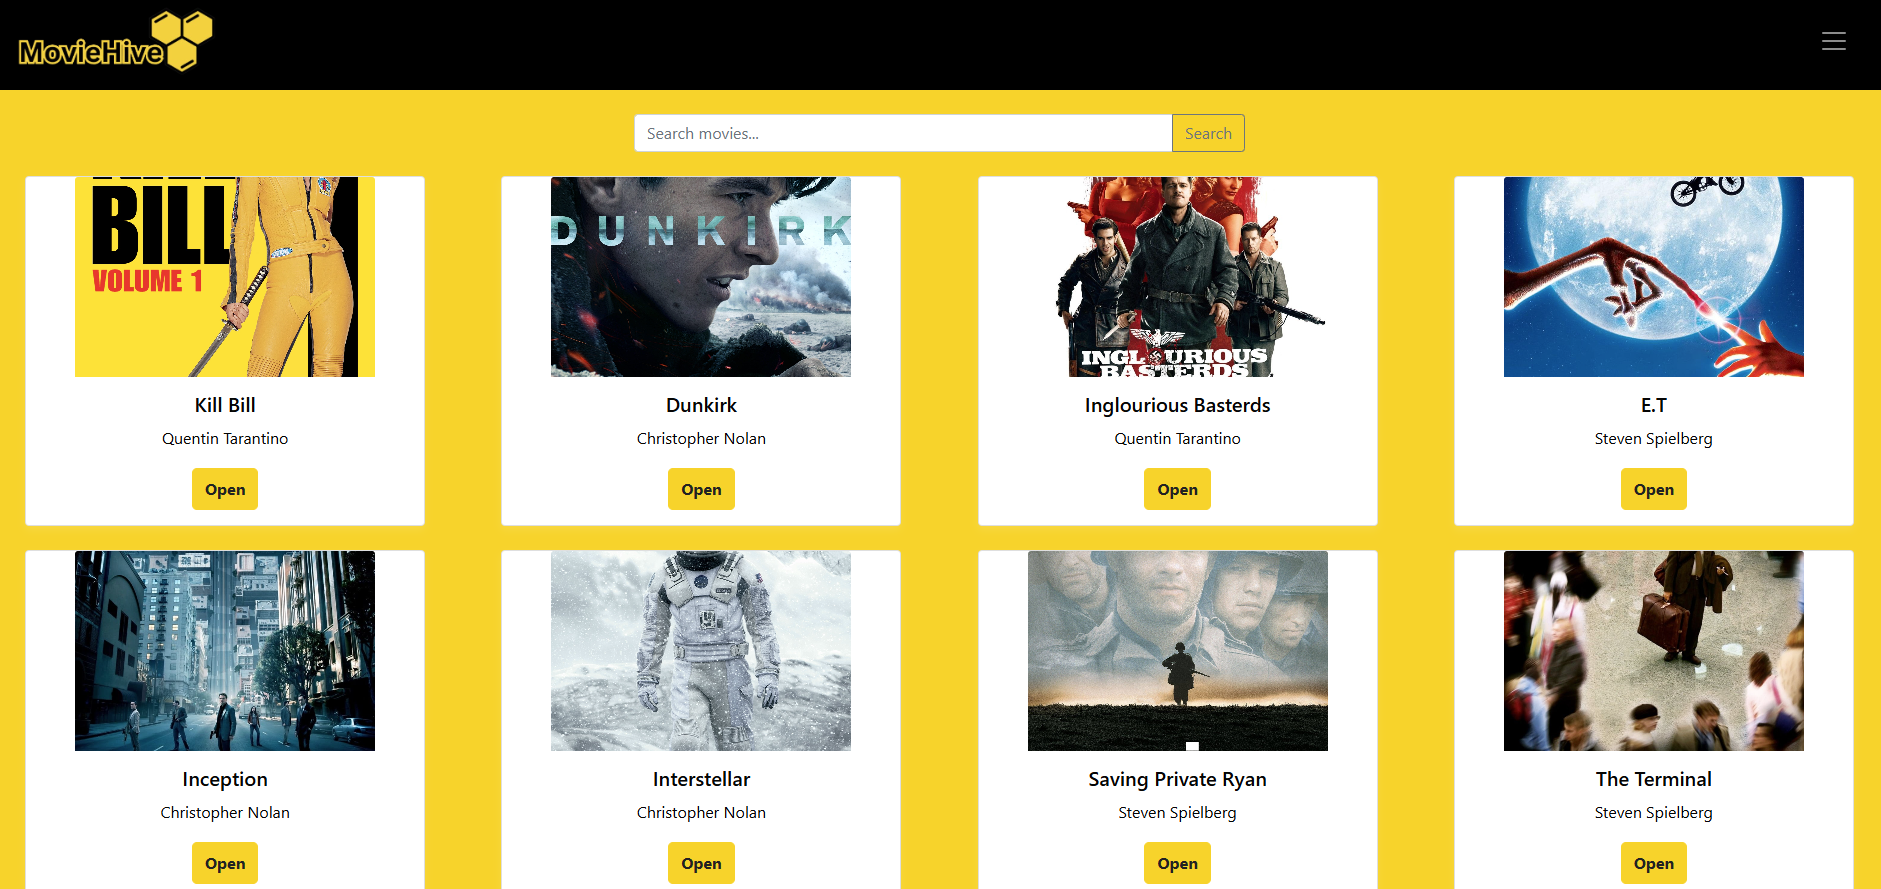 MovieHive
Search movies...
Search
BILL
VOLUME 1
DUNKIRK
INGLOURIOUS
BASTERDS
Kill Bill
Dunkirk
Inglourious Basterds
E.T
Quentin Tarantino
Christopher Nolan
Quentin Tarantino
Steven Spielberg
Open
Open
Open
Open
Inception
Interstellar
Saving Private Ryan
The Terminal
Christopher Nolan
Christopher Nolan
Steven Spielberg
Steven Spielberg
Open
Open
Open
Open